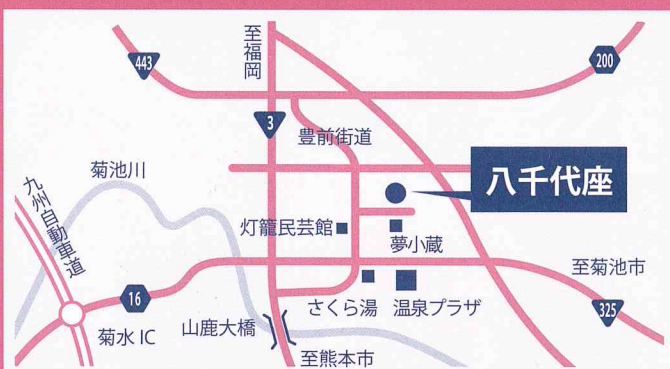 至福岡
443
200
3
豊前街道
菊池川
八千代座
九州自動車道
灯籠民芸館
夢小蔵
至菊池市
16
さくら湯
温泉プラザ
325
菊水 IC
山鹿大橋
至熊本市